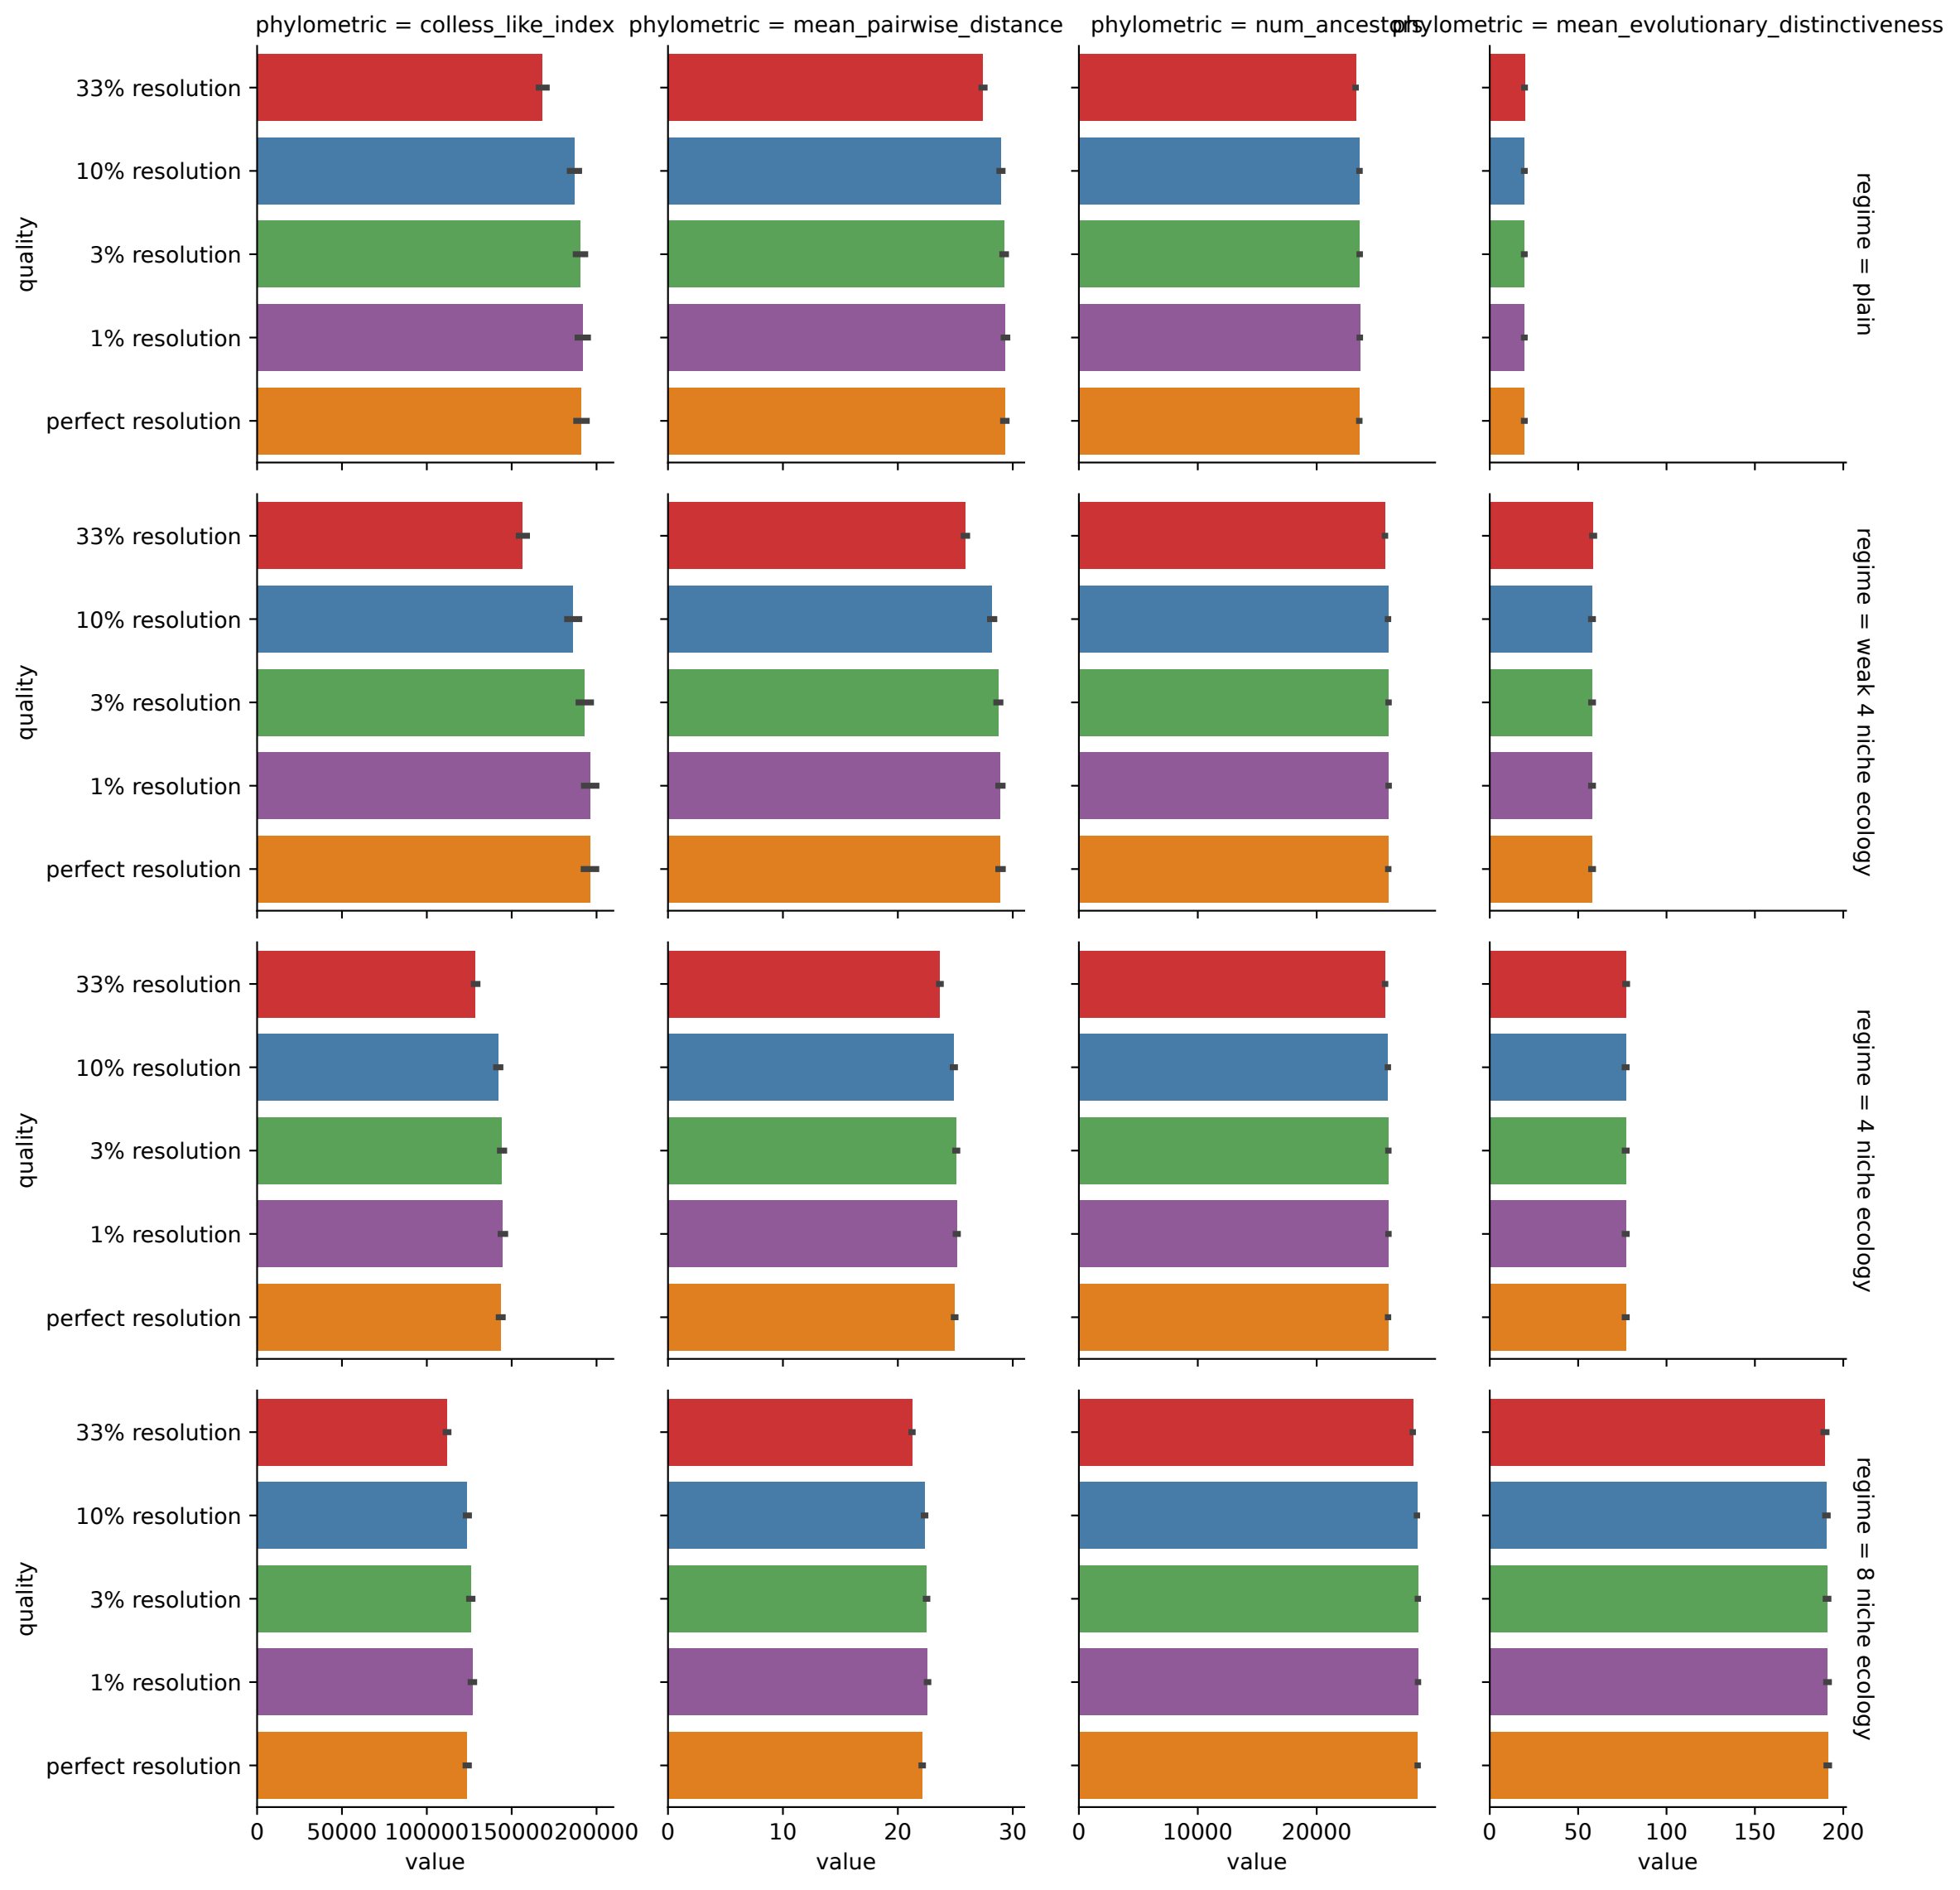 phylometric = colless_like_index
phylometric = mean_pairwise_distance
phylometric = num_ancestors
phylometric = mean_evolutionary_distinctiveness
quality
33% resolution
10% resolution
3% resolution
1% resolution
perfect resolution
regime = plain
quality
33% resolution
10% resolution
3% resolution
1% resolution
perfect resolution
regime = weak 4 niche ecology
quality
33% resolution
10% resolution
3% resolution
1% resolution
perfect resolution
regime = 4 niche ecology
quality
33% resolution
10% resolution
3% resolution
1% resolution
perfect resolution
regime = 8 niche ecology
0 50000 100000 150000 200000
0 10 20 30
0 10000 20000
0 50 100 150 200
value
value
value
value